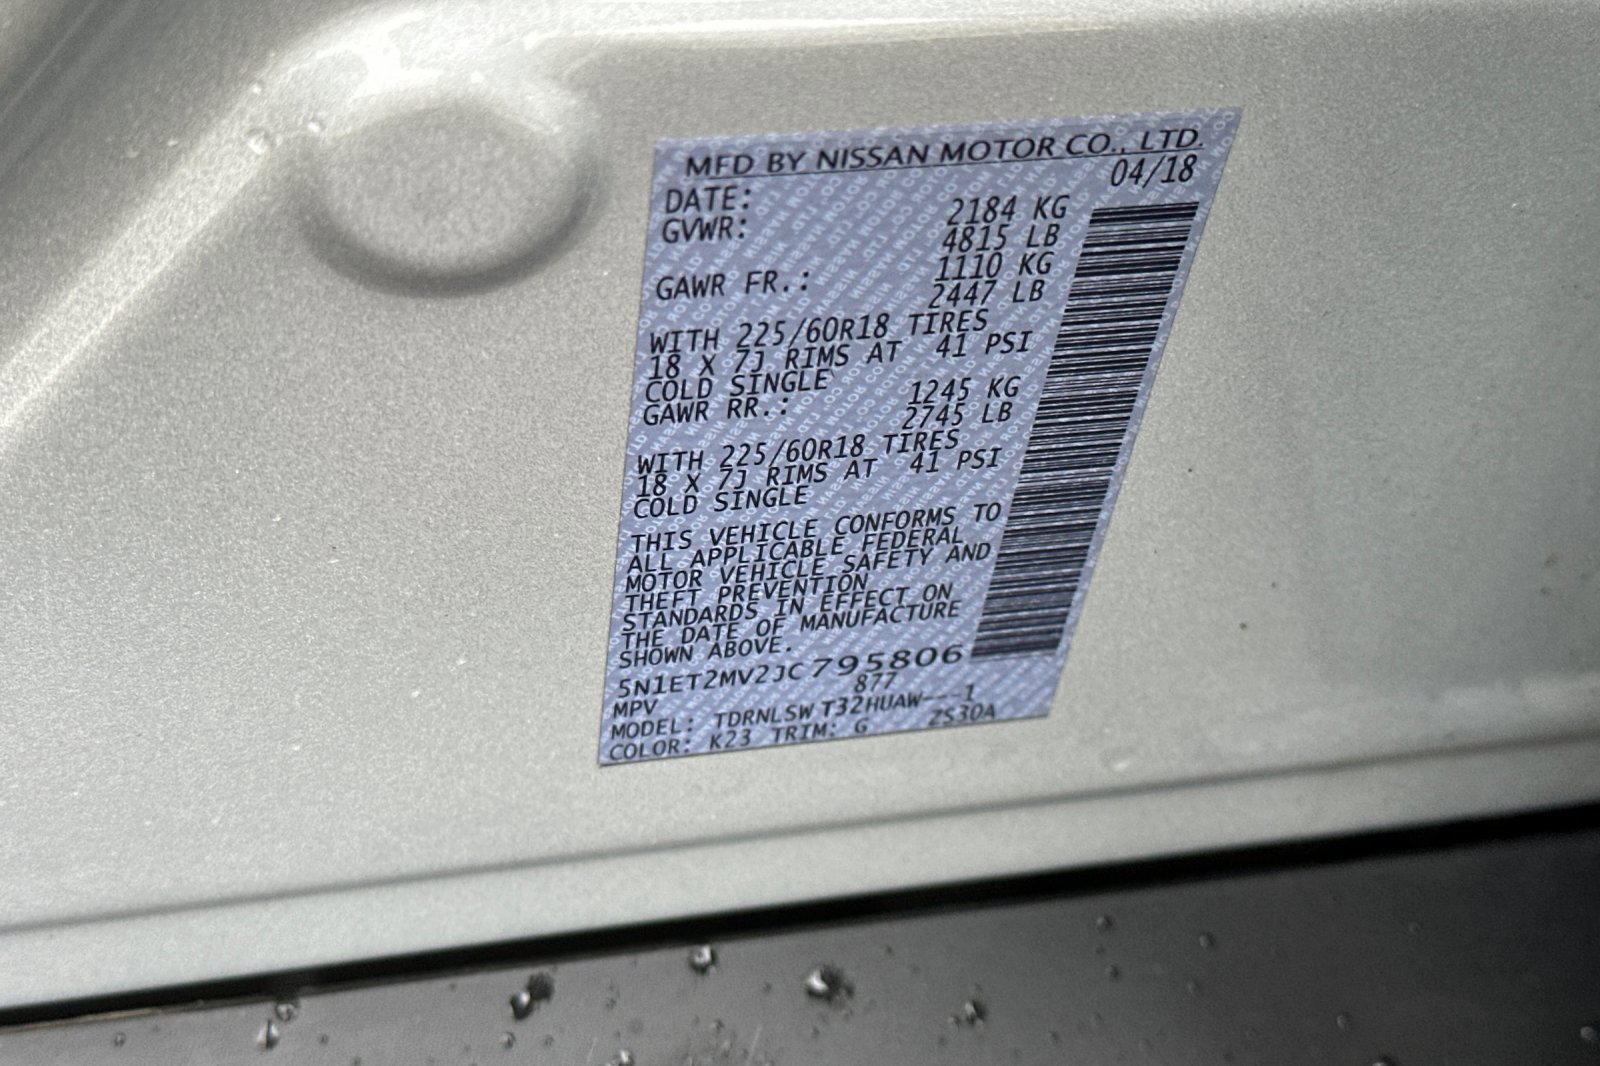 MFD BY NISSAN MOTOR CO., LTD.
DATE: 04/18
GVWR: 2184 KG
4815 LB
GAWR FR.: 1110 KG
2447 LB
WITH 225/60R18 TIRES
18 X 7J RIMS AT 41 PSI
COLD SINGLE
GAWR RR.: 1245 KG
2745 LB
WITH 225/60R18 TIRES
18 X 7J RIMS AT 41 PSI
COLD SINGLE
THIS VEHICLE CONFORMS TO
ALL APPLICABLE FEDERAL
MOTOR VEHICLE SAFETY AND
THEFT PREVENTION
STANDARDS IN EFFECT ON
THE DATE OF MANUFACTURE
SHOWN ABOVE.
5N1ET2MV2JC795806
MPV 877
MODEL: TDRNLSWT32HUAW---1
COLOR: K23 TRIM: G ZS30A